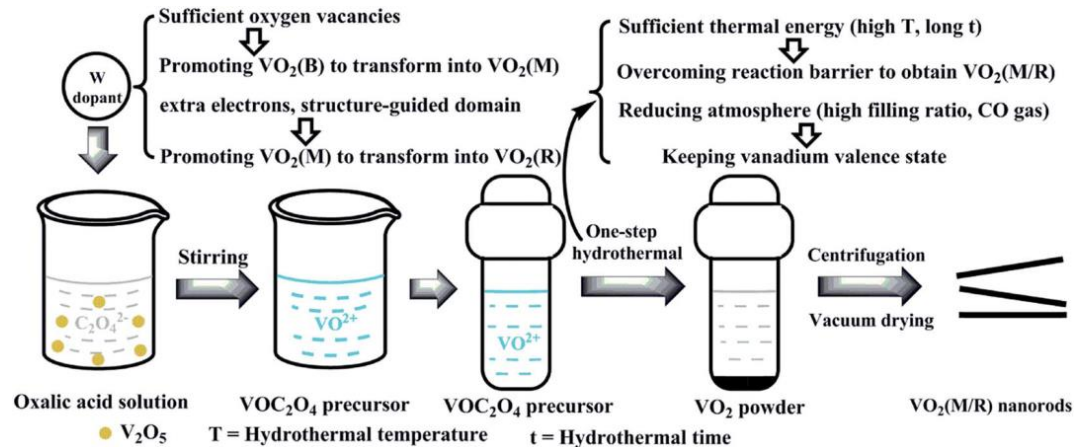 W
dopant
Sufficient oxygen vacancies
Promoting VO₂(B) to transform into VO₂(M)
extra electrons, structure-guided domain
Promoting VO₂(M) to transform into VO₂(R)
Sufficient thermal energy (high T, long t)
Overcoming reaction barrier to obtain VO₂(M/R)
Reducing atmosphere (high filling ratio, CO gas)
Keeping vanadium valence state
C₂O₄²⁻
Stirring
VO²⁺
VO²⁺
One-step
hydrothermal
Centrifugation
Vacuum drying
Oxalic acid solution
VOC₂O₄ precursor
VOC₂O₄ precursor
VO₂ powder
VO₂(M/R) nanorods
V₂O₅
T = Hydrothermal temperature
t = Hydrothermal time